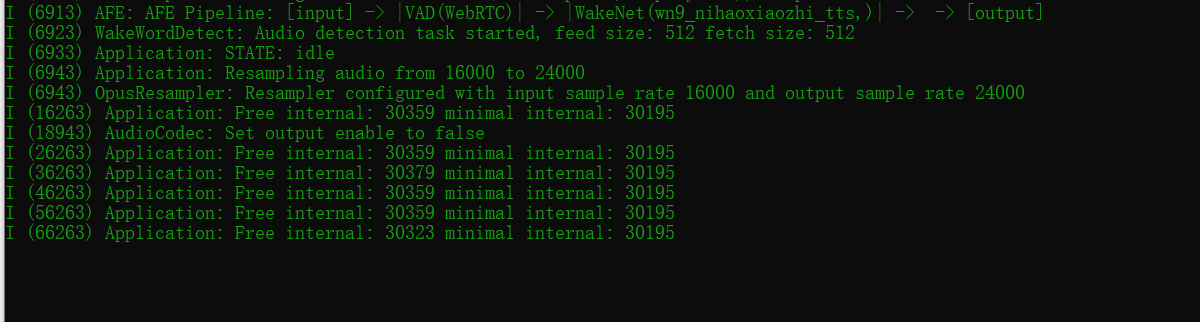 I (6913) AFE: AFE Pipeline: [input] -> |VAD(WebRTC)| -> |WakeNet(wn9_nihaoxiaozhi_tts,)| ->  -> [output]
I (6923) WakeWordDetect: Audio detection task started, feed size: 512 fetch size: 512
I (6933) Application: STATE: idle
I (6943) Application: Resampling audio from 16000 to 24000
I (6943) OpusResampler: Resampler configured with input sample rate 16000 and output sample rate 24000
I (16263) Application: Free internal: 30359 minimal internal: 30195
I (18943) AudioCodec: Set output enable to false
I (26263) Application: Free internal: 30359 minimal internal: 30195
I (36263) Application: Free internal: 30379 minimal internal: 30195
I (46263) Application: Free internal: 30359 minimal internal: 30195
I (56263) Application: Free internal: 30359 minimal internal: 30195
I (66263) Application: Free internal: 30323 minimal internal: 30195